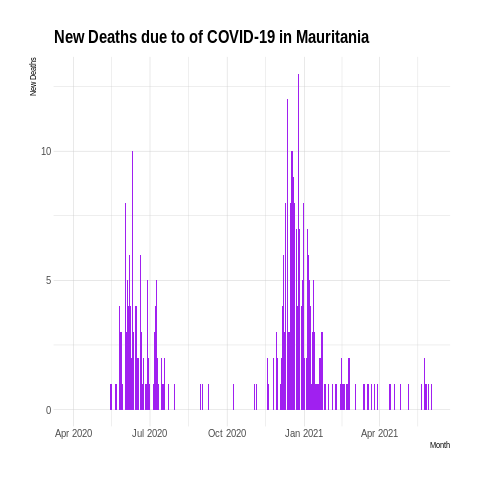 New Deaths due to of COVID-19 in Mauritania
New Deaths
10
5
0
Apr 2020
Jul 2020
Oct 2020
Jan 2021
Apr 2021
Month